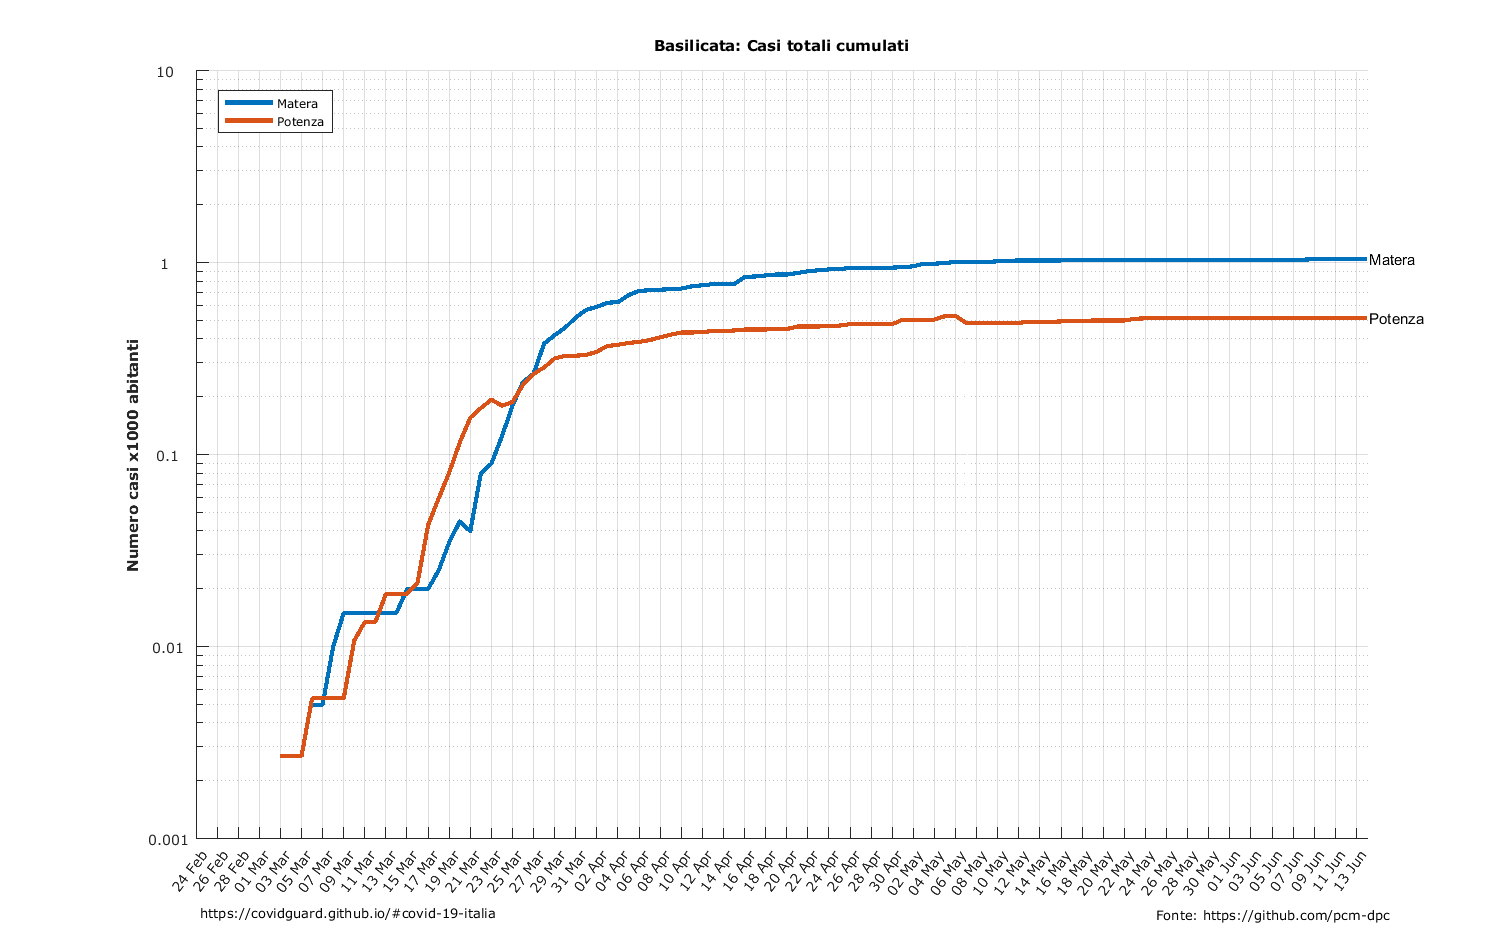 Basilicata: Casi totali cumulati
10
1
0.1
0.01
0.001
Numero casi x1000 abitanti
Matera
Potenza
Matera
Potenza
24 Feb
26 Feb
28 Feb
01 Mar
03 Mar
05 Mar
07 Mar
09 Mar
11 Mar
13 Mar
15 Mar
17 Mar
19 Mar
21 Mar
23 Mar
25 Mar
27 Mar
29 Mar
31 Mar
02 Apr
04 Apr
06 Apr
08 Apr
10 Apr
12 Apr
14 Apr
16 Apr
18 Apr
20 Apr
22 Apr
24 Apr
26 Apr
28 Apr
30 Apr
02 May
04 May
06 May
08 May
10 May
12 May
14 May
16 May
18 May
20 May
22 May
24 May
26 May
28 May
30 May
01 Jun
03 Jun
05 Jun
07 Jun
09 Jun
11 Jun
13 Jun
https://covidguard.github.io/#covid-19-italia
Fonte: https://github.com/pcm-dpc